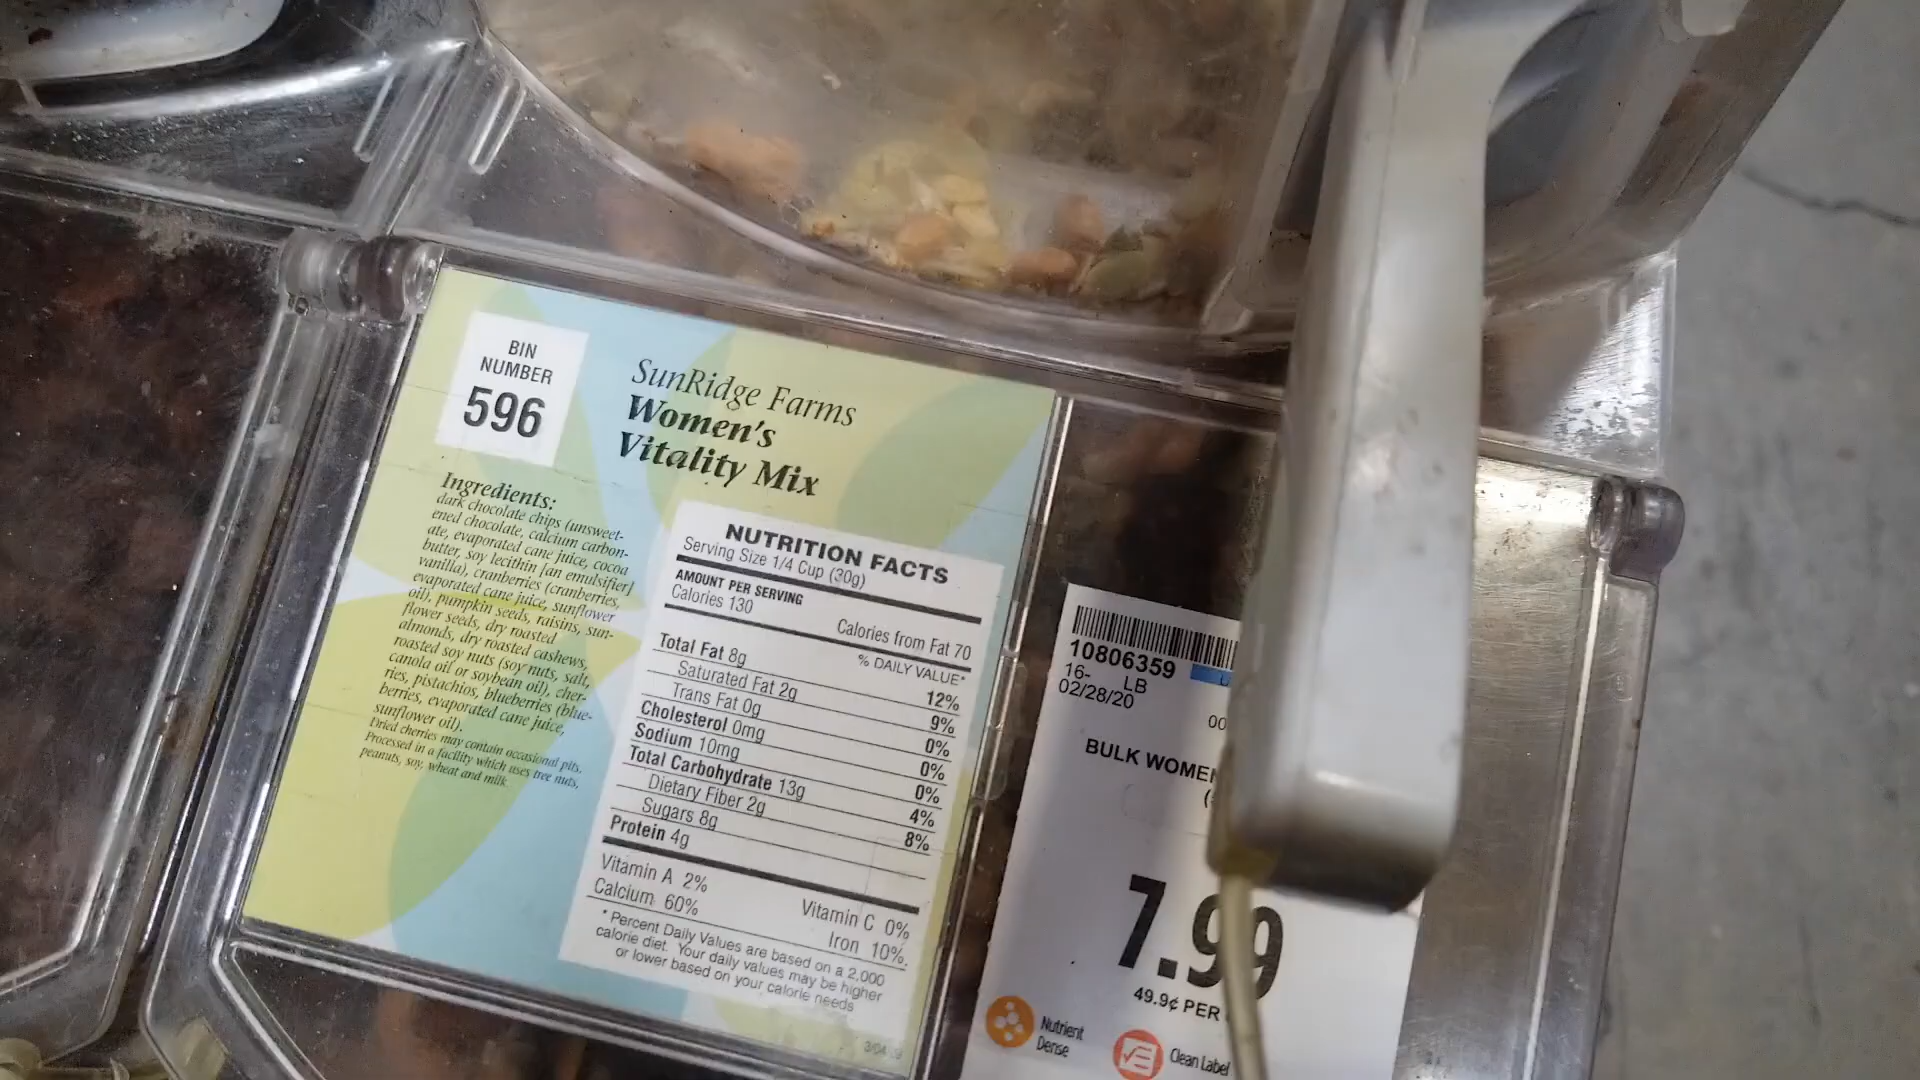 BIN
NUMBER
596
SunRidge Farms
Women's
Vitality Mix
Ingredients:
dark chocolate chips (unsweet-
ened chocolate, calcium carbon-
ate, evaporated cane juice, cocoa
butter, soy lecithin [an emulsifier]
vanilla), cranberries (cranberries,
evaporated cane juice, sunflower
oil), pumpkin seeds, raisins, sun-
flower seeds, dry roasted
almonds, dry roasted cashews,
roasted soy nuts (soy nuts, salt,
canola oil or soybean oil), cher-
ries, pistachios, blueberries (blue-
berries, evaporated cane juice,
sunflower oil).
Dried cherries may contain occasional pits.
Processed in a facility which uses tree nuts,
peanuts, soy, wheat and milk.
NUTRITION FACTS
Serving Size 1/4 Cup (30g)
AMOUNT PER SERVING
Calories 130 Calories from Fat 70
% DAILY VALUE*
Total Fat 8g 12%
Saturated Fat 2g 9%
Trans Fat 0g 0%
Cholesterol 0mg 0%
Sodium 10mg 0%
Total Carbohydrate 13g 4%
Dietary Fiber 2g 8%
Sugars 8g
Protein 4g
Vitamin A 2% Vitamin C 0%
Calcium 60% Iron 10%.
* Percent Daily Values are based on a 2,000
calorie diet. Your daily values may be higher
or lower based on your calorie needs
10806359
16- LB
02/28/20
00
BULK WOME
7.99
49.9¢ PER
Nutrient
Dense
Clean Label